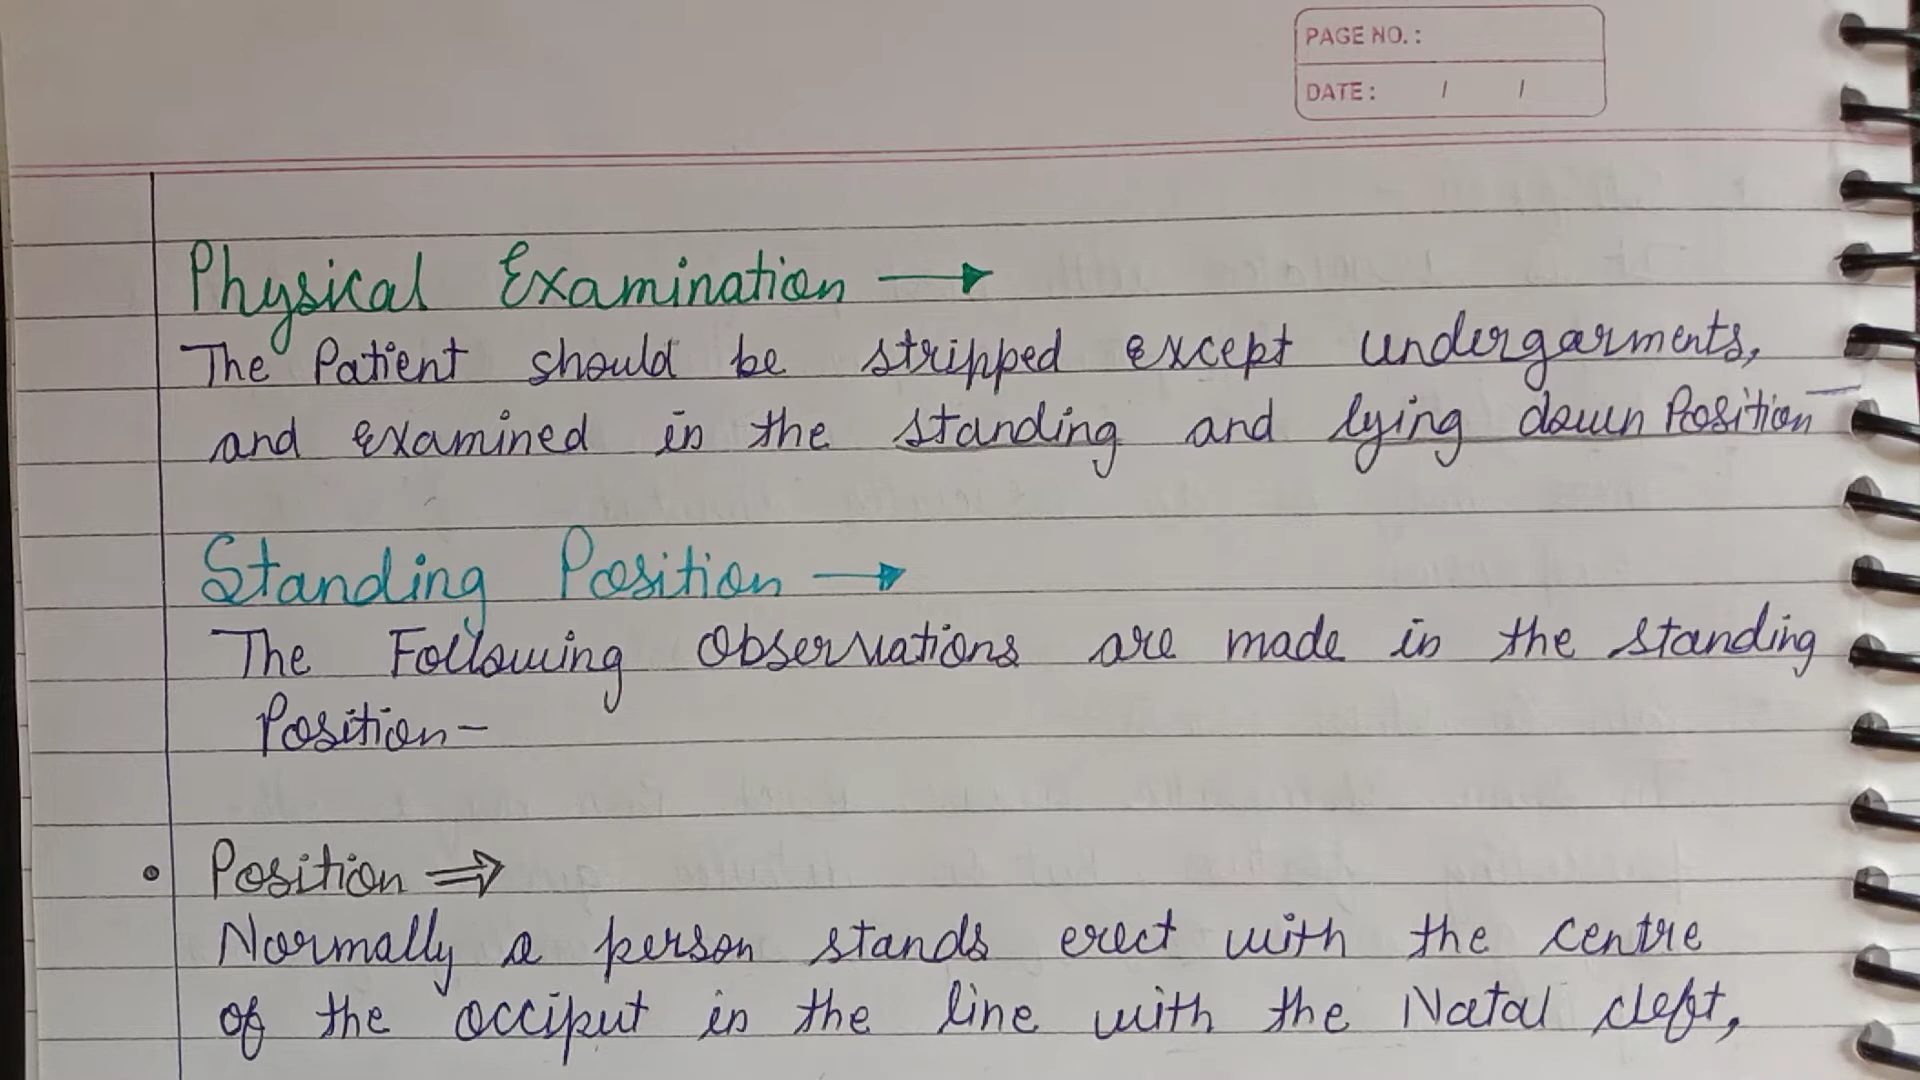 PAGE NO. :
DATE : / /
Physical Examination →
The Patient should be stripped except undergarments,
and examined in the standing and lying down Position
Standing Position →
The Following Observations are made in the standing
Position-
• Position ⇒
Normally a person stands erect with the centre
of the occiput in the line with the Natal cleft,